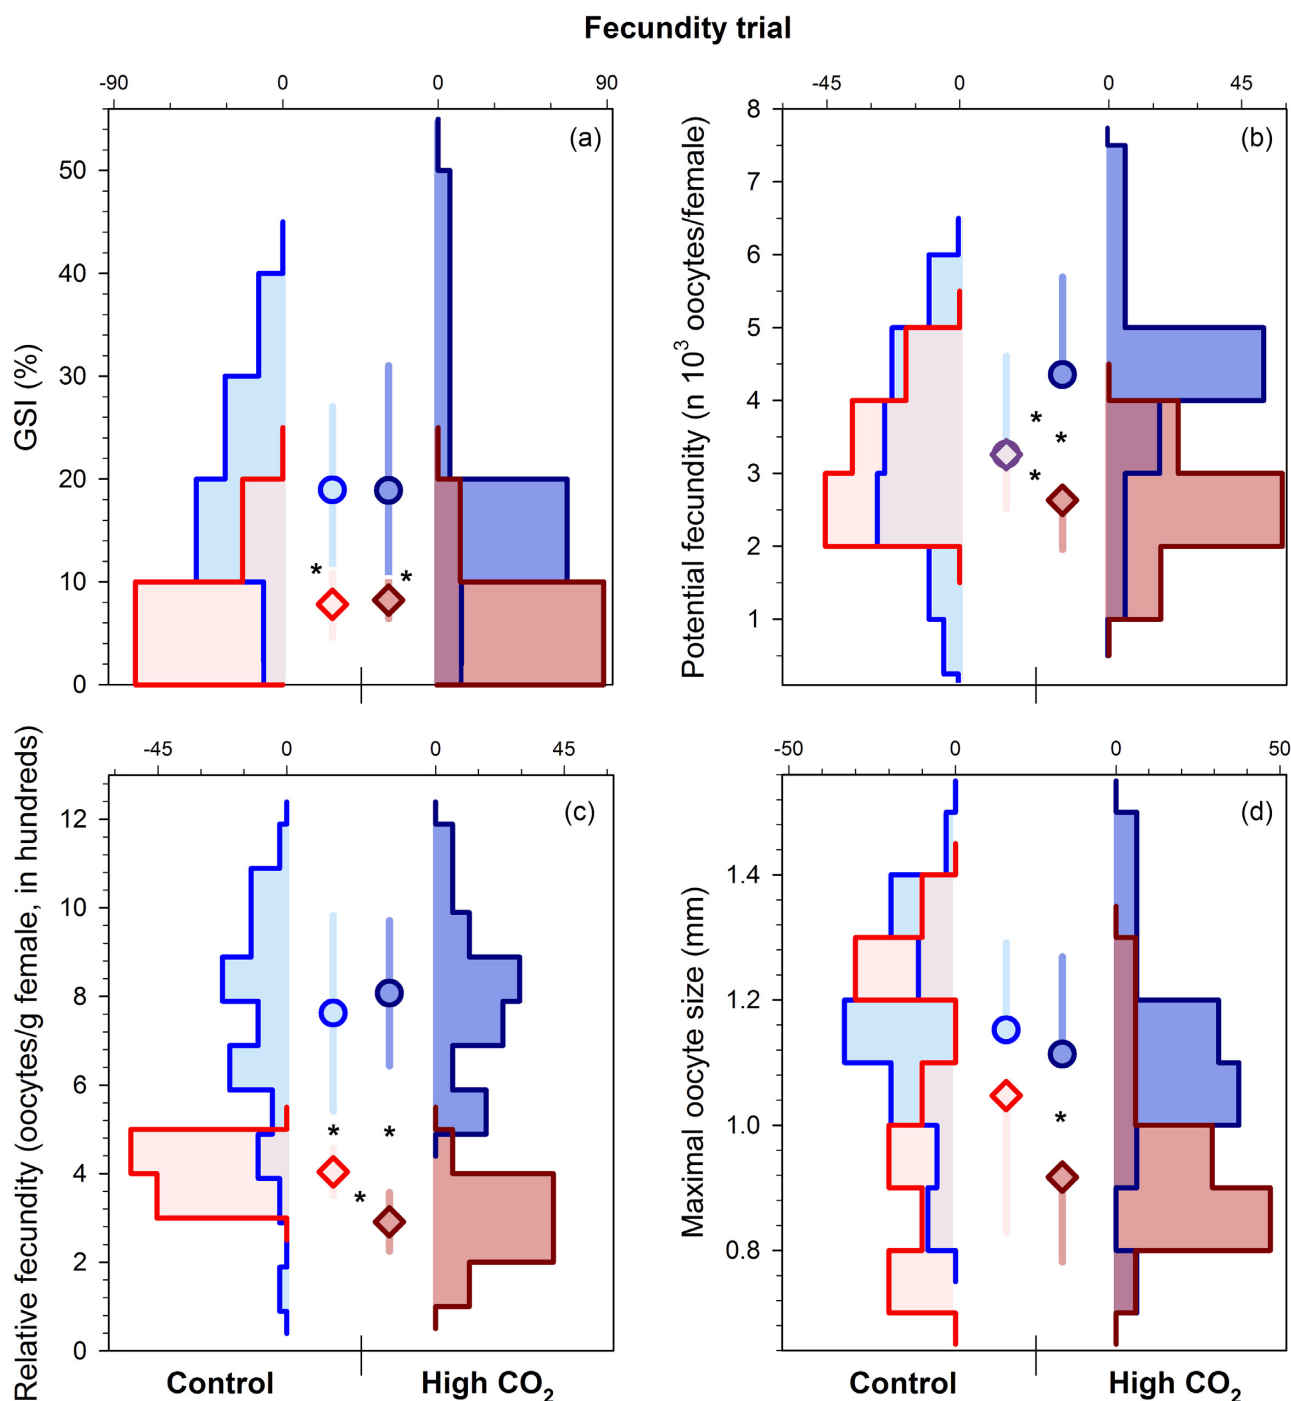 Fecundity trial
-90 0 0 90
-45 0 0 45
(a)
(b)
GSI (%)
50
40
30
20
10
0
*
*
Potential fecundity (n 10³ oocytes/female)
8
7
6
5
4
3
2
1
*
*
*
-45 0 0 45
-50 0 0 50
(c)
(d)
Relative fecundity (oocytes/g female, in hundreds)
12
10
8
6
4
2
0
*
*
*
Maximal oocyte size (mm)
1.4
1.2
1.0
0.8
*
Control High CO₂
Control High CO₂